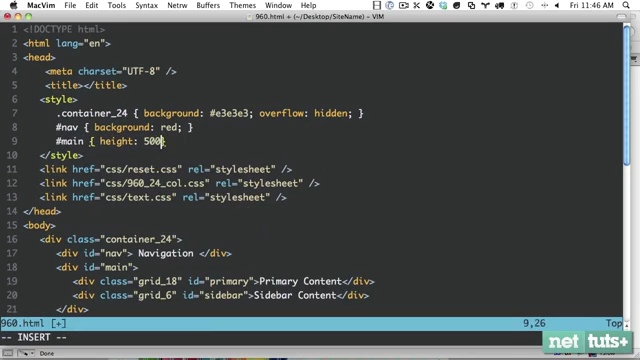 MacVim File Edit Tools Syntax Buffers Window Help Fri 11:46 AM
960.html + (~/Desktop/SiteName) - VIM
1 <!DOCTYPE html>
2 <html lang="en">
3 <head>
4 <meta charset="UTF-8" />
5 <title></title>
6 <style>
7 .container_24 { background: #e3e3e3; overflow: hidden; }
8 #nav { background: red; }
9 #main { height: 500}
10 </style>
11 <link href="css/reset.css" rel="stylesheet" />
12 <link href="css/960_24_col.css" rel="stylesheet" />
13 <link href="css/text.css" rel="stylesheet" />
14 </head>
15 <body>
16 <div class="container_24">
17 <div id="nav"> Navigation </div>
18 <div id="main">
19 <div class="grid_18" id="primary">Primary Content</div>
20 <div class="grid_6" id="sidebar">Sidebar Content</div>
21 </div>
960.html [+] 9,26 Top
-- INSERT --
net tuts+
Done